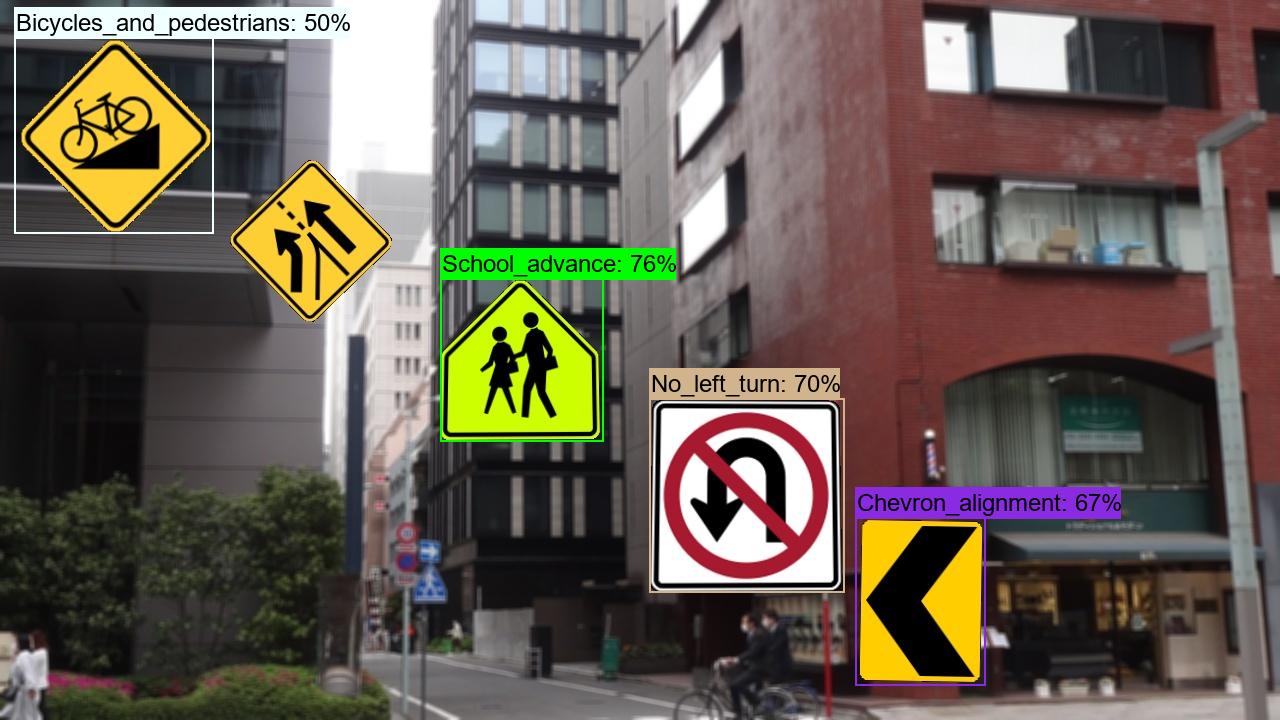 Bicycles_and_pedestrians: 50%
School_advance: 76%
No_left_turn: 70%
Chevron_alignment: 67%